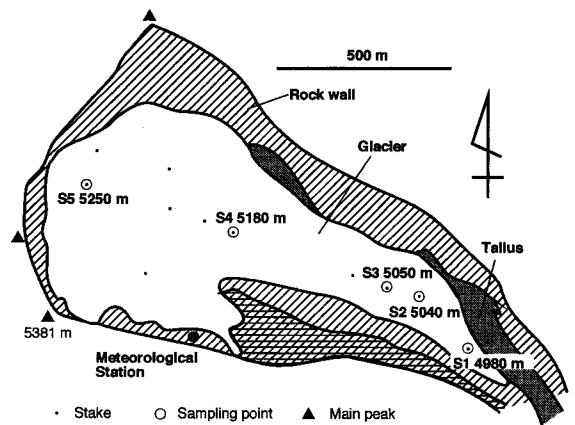 500 m
Rock wall
Glacier
S5 5250 m
S4 5180 m
Tallus
S3 5050 m
S2 5040 m
5381 m
S1 4980 m
Meteorological
Station
Stake
Sampling point
Main peak